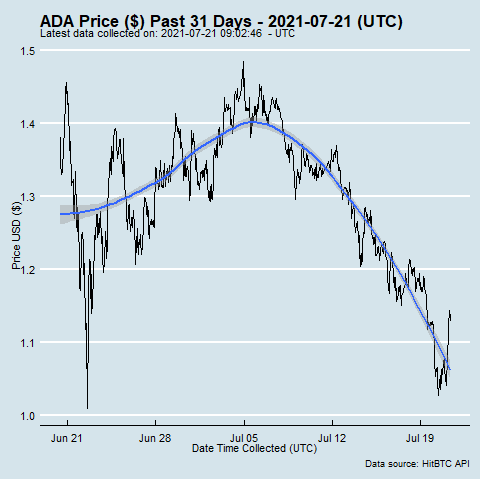 ADA Price ($) Past 31 Days - 2021-07-21 (UTC)
Latest data collected on: 2021-07-21 09:02:46  - UTC
1.5
1.4
1.3
1.2
1.1
1.0
Price USD ($)
Jun 21 Jun 28 Jul 05 Jul 12 Jul 19
Date Time Collected (UTC)
Data source: HitBTC API